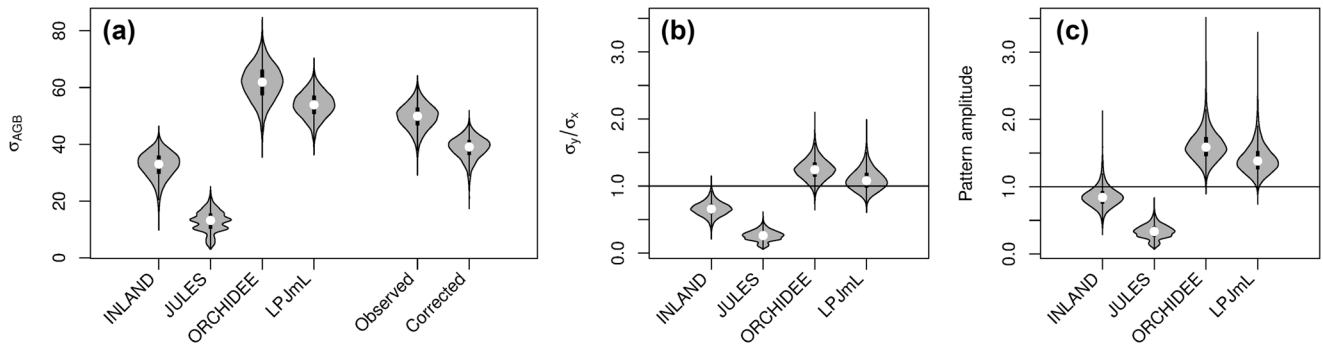 (a)
σAGB
0
20
40
60
80
INLAND
JULES
ORCHIDEE
LPJmL
Observed
Corrected
(b)
σy/σx
0.0
1.0
2.0
3.0
INLAND
JULES
ORCHIDEE
LPJmL
(c)
Pattern amplitude
0.0
1.0
2.0
3.0
INLAND
JULES
ORCHIDEE
LPJmL